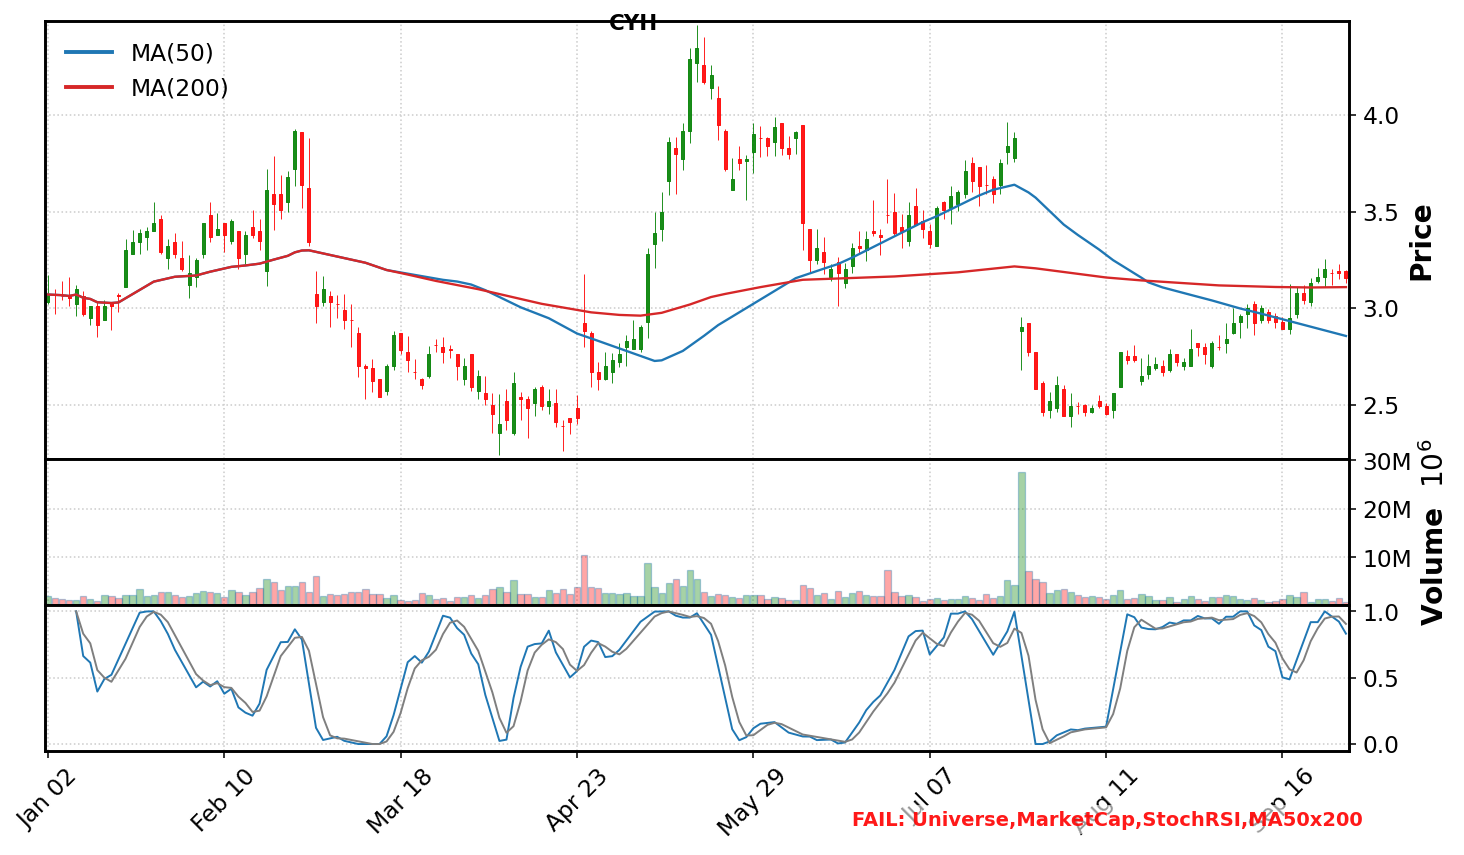 CYH
MA(50)
MA(200)
4.0
3.5
3.0
2.5
Price
30M
20M
10M
Volume 10^6
1.0
0.5
0.0
Jan 02
Feb 10
Mar 18
Apr 23
May 29
Jul 07
Aug 11
Sep 16
FAIL: Universe,MarketCap,StochRSI,MA50x200